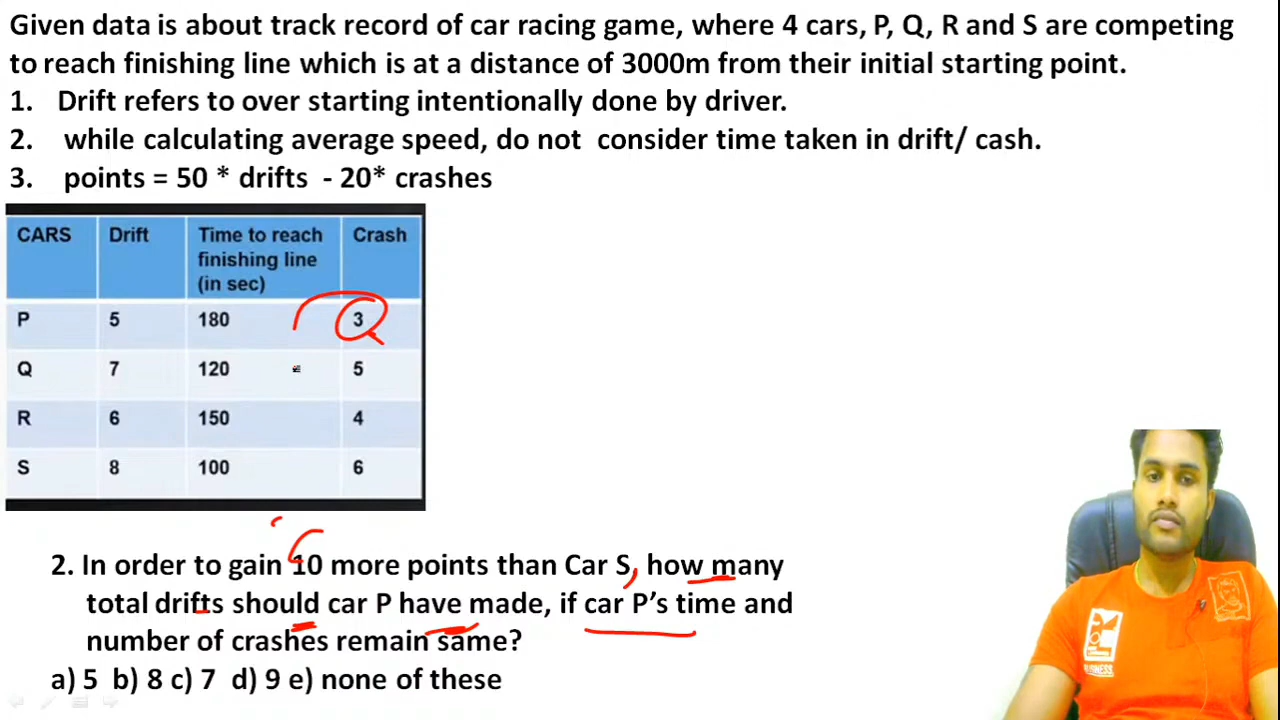 Given data is about track record of car racing game, where 4 cars, P, Q, R and S are competing
to reach finishing line which is at a distance of 3000m from their initial starting point.
1. Drift refers to over starting intentionally done by driver.
2. while calculating average speed, do not consider time taken in drift/ cash.
3. points = 50 * drifts - 20* crashes
CARS Drift Time to reach finishing line (in sec) Crash
P 5 180 3
Q 7 120 5
R 6 150 4
S 8 100 6
2. In order to gain 10 more points than Car S, how many
total drifts should car P have made, if car P's time and
number of crashes remain same?
a) 5 b) 8 c) 7 d) 9 e) none of these